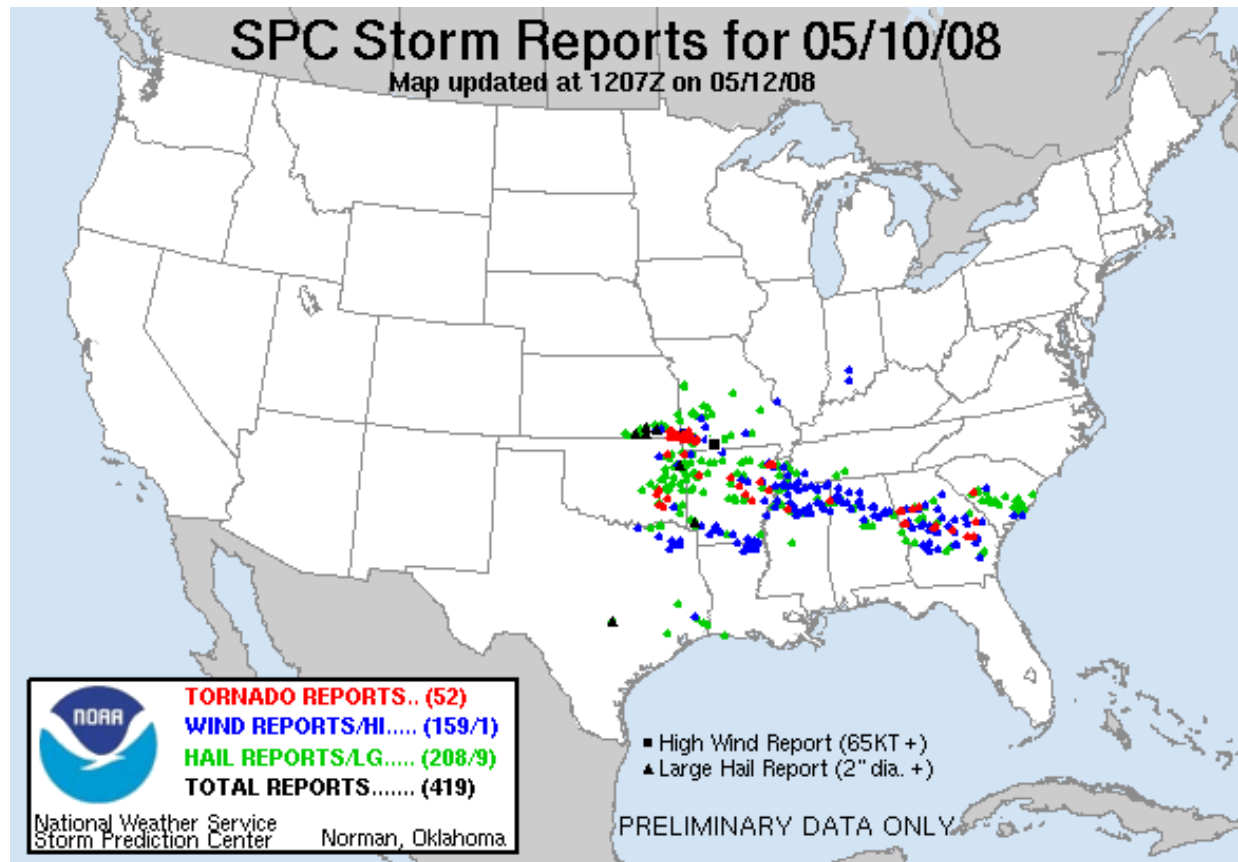 SPC Storm Reports for 05/10/08
Map updated at 1207Z on 05/12/08
NOAA
TORNADO REPORTS.. (52)
WIND REPORTS/HI..... (159/1)
HAIL REPORTS/LG..... (208/9)
TOTAL REPORTS....... (419)
National Weather Service
Storm Prediction Center Norman, Oklahoma
■ High Wind Report (65KT +)
▲ Large Hail Report (2" dia. +)
PRELIMINARY DATA ONLY